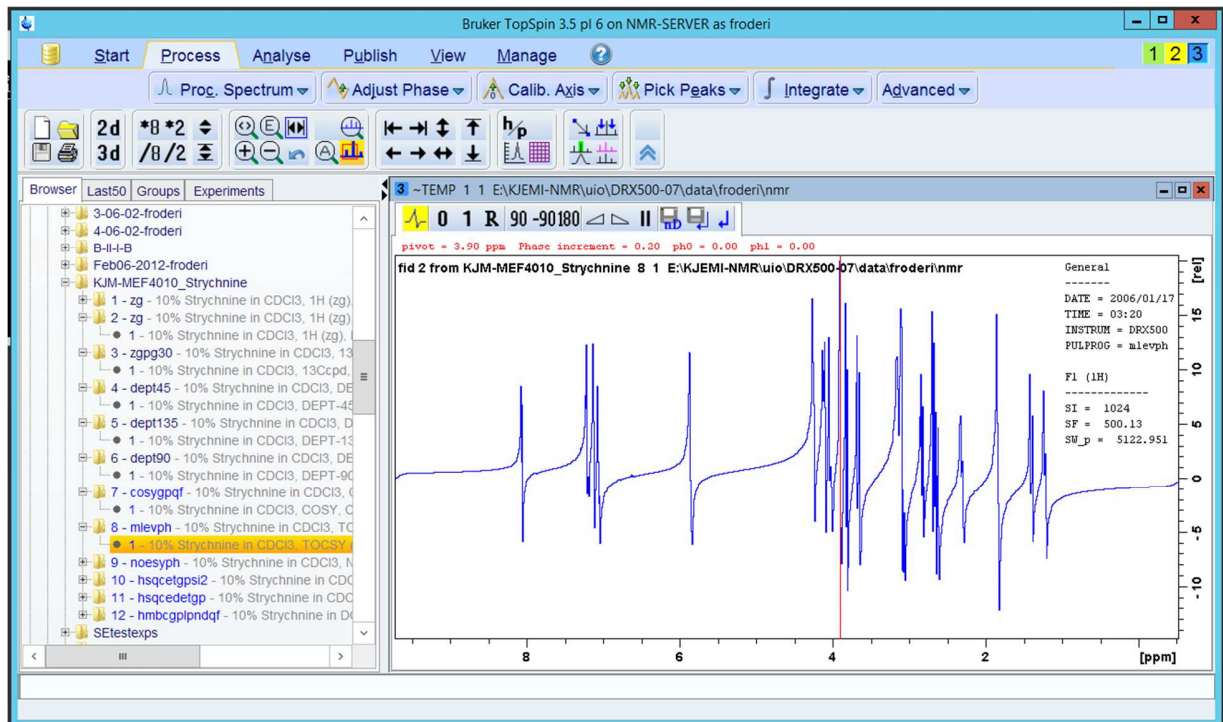 Bruker TopSpin 3.5 pl 6 on NMR-SERVER as froderi
Start Process Analyse Publish View Manage ?
1 2 3
Proc. Spectrum Adjust Phase Calib. Axis Pick Peaks Integrate Advanced
2d *8 *2 E h/p
3d /8 /2 A
Browser Last50 Groups Experiments
3-06-02-froderi
4-06-02-froderi
B-II-I-B
Feb06-2012-froderi
KJM-MEF4010_Strychnine
1 - zg - 10% Strychnine in CDCl3, 1H (zg),
2 - zg - 10% Strychnine in CDCl3, 1H (zg),
1 - 10% Strychnine in CDCl3, 1H (zg),
3 - zgpg30 - 10% Strychnine in CDCl3, 13
1 - 10% Strychnine in CDCl3, 13Ccpd,
4 - dept45 - 10% Strychnine in CDCl3, DE
1 - 10% Strychnine in CDCl3, DEPT-45
5 - dept135 - 10% Strychnine in CDCl3, D
1 - 10% Strychnine in CDCl3, DEPT-13
6 - dept90 - 10% Strychnine in CDCl3, DE
1 - 10% Strychnine in CDCl3, DEPT-90
7 - cosygpqf - 10% Strychnine in CDCl3, C
1 - 10% Strychnine in CDCl3, COSY, C
8 - mlevph - 10% Strychnine in CDCl3, TO
1 - 10% Strychnine in CDCl3, TOCSY
9 - noesyph - 10% Strychnine in CDCl3, N
10 - hsqcetgpsi2 - 10% Strychnine in CDC
11 - hsqcedetgp - 10% Strychnine in CDC
12 - hmbcgplpndqf - 10% Strychnine in D
SEtestexps
3 ~TEMP 1 1 E:\KJEMI-NMR\uio\DRX500-07\data\froderi\nmr
0 1 R 90 -90 180 nD
pivot = 3.90 ppm Phase increment = 0.20 ph0 = 0.00 ph1 = 0.00
fid 2 from KJM-MEF4010_Strychnine 8 1 E:\KJEMI-NMR\uio\DRX500-07\data\froderi\nmr
General
-------
DATE = 2006/01/17
TIME = 03:20
INSTRUM = DRX500
PULPROG = mlevph
F1 (1H)
-------------
SI = 1024
SF = 500.13
SW_p = 5122.951
[rel]
15
10
5
0
-5
-10
8 6 4 2 [ppm]